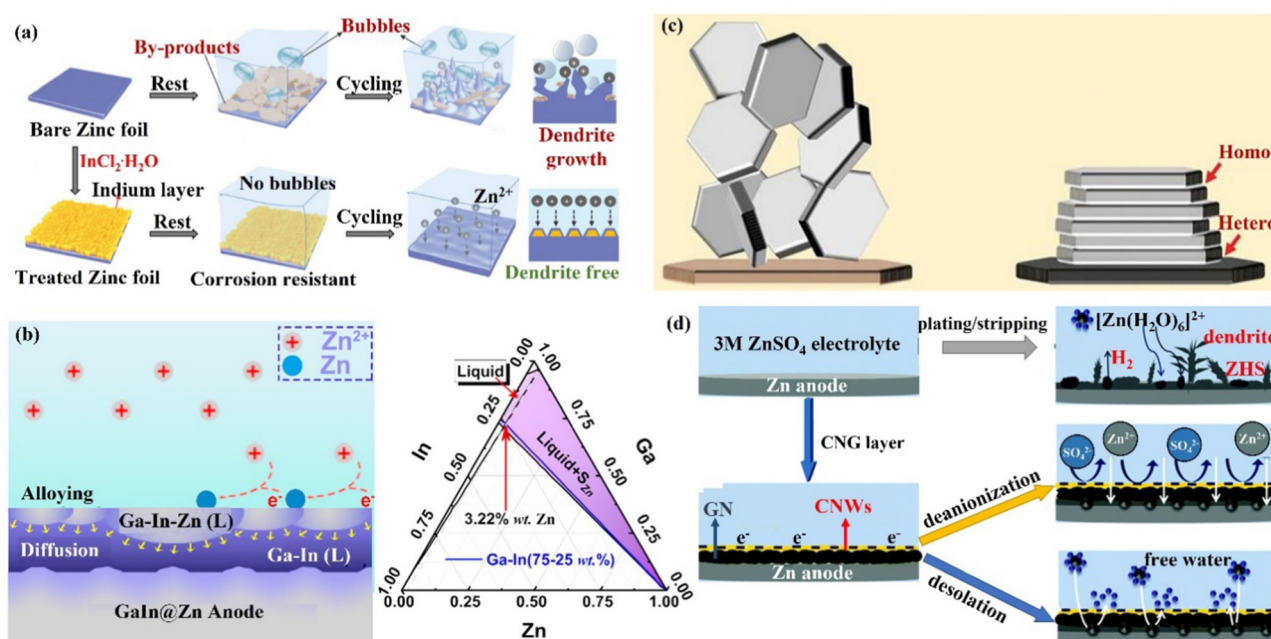 (a)
By-products
Bubbles
Rest
Cycling
Bare Zinc foil
Dendrite
growth
InCl₂·H₂O
Indium layer
No bubbles
Zn²⁺
Rest
Cycling
Treated Zinc foil
Corrosion resistant
Dendrite free
(c)
Homo
Hetero
(b)
Zn²⁺
Zn
Alloying
e⁻
e⁻
Ga-In-Zn (L)
Diffusion
Ga-In (L)
GaIn@Zn Anode
Liquid
0.00
1.00
0.25
0.75
In
Ga
0.50
0.50
Liquid+S_Zn
0.75
0.25
3.22% wt. Zn
Ga-In(75-25 wt.%)
1.00
0.00
0.00
0.25
0.50
0.75
1.00
Zn
(d)
3M ZnSO₄ electrolyte
Zn anode
plating/stripping
[Zn(H₂O)₆]²⁺
H₂
dendrite
ZHS
CNG layer
SO₄²⁻
Zn²⁺
SO₄²⁻
Zn²⁺
GN
CNWs
e⁻
e⁻
e⁻
Zn anode
deanionization
desolation
free water